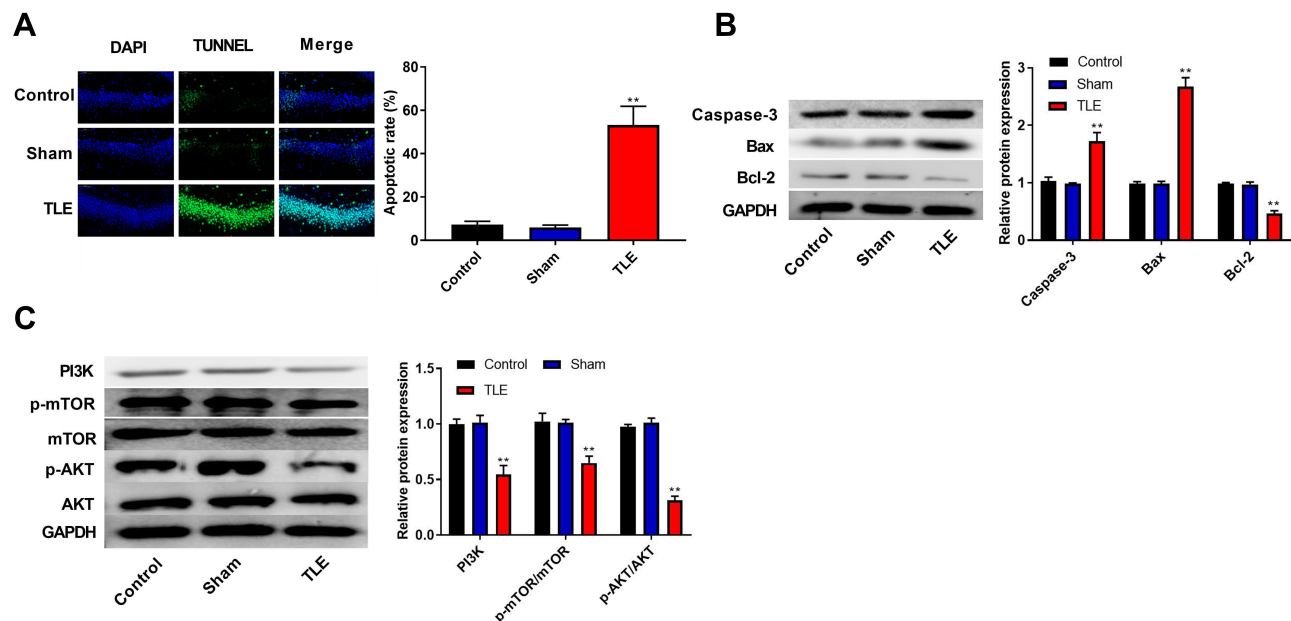 A
DAPI
TUNNEL
Merge
Control
Sham
TLE
Apoptotic rate (%)
80
60
40
20
0
**
Control
Sham
TLE
B
Caspase-3
Bax
Bcl-2
GAPDH
Control
Sham
TLE
Relative protein expression
3
2
1
0
Control
Sham
TLE
**
**
**
Caspase-3
Bax
Bcl-2
C
PI3K
p-mTOR
mTOR
p-AKT
AKT
GAPDH
Control
Sham
TLE
Relative protein expression
1.5
1.0
0.5
0.0
Control
Sham
TLE
**
**
**
PI3K
p-mTOR/mTOR
p-AKT/AKT